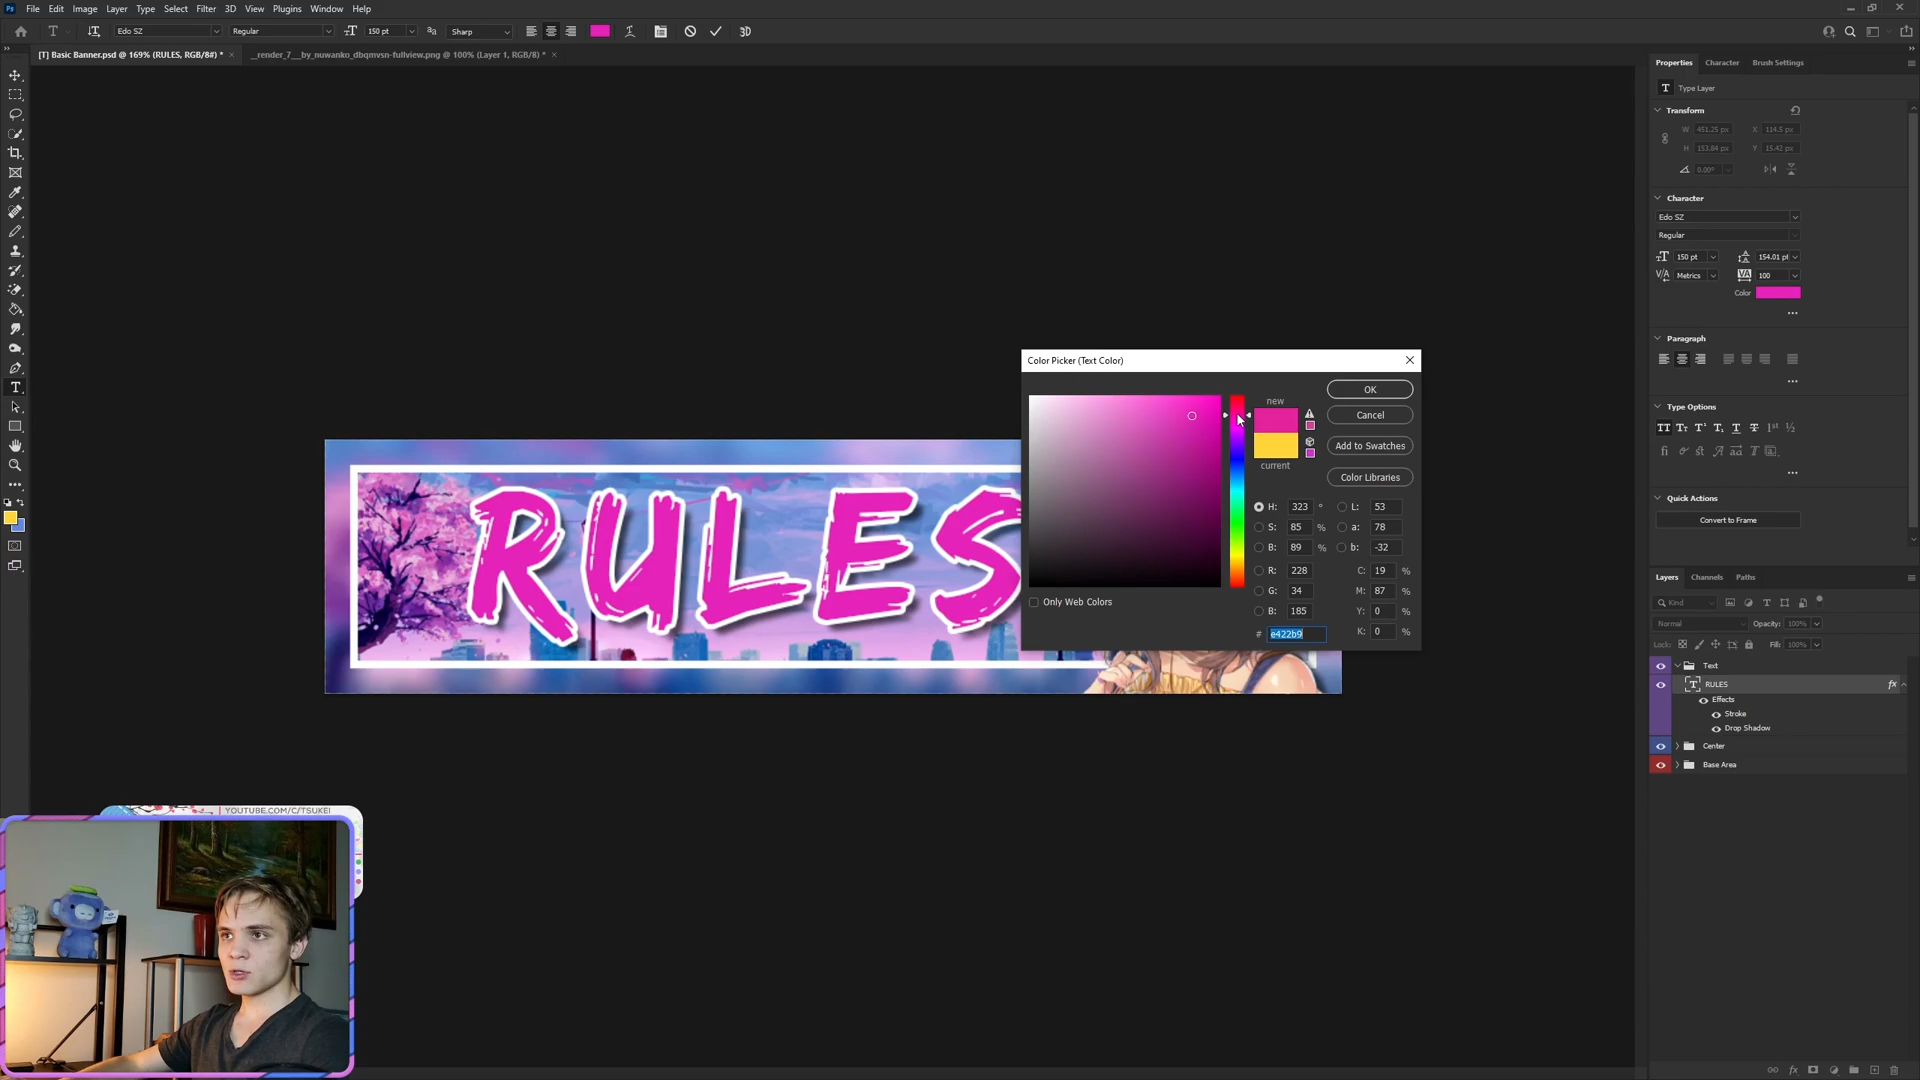 Ps File Edit Image Layer Type Select Filter 3D View Plugins Window Help
T Edo SZ Regular 150 pt Sharp 3D
[T] Basic Banner.psd @ 169% (RULES, RGB/8#) * × __render_7__by_nuwanko_dbqmvsn-fullview.png @ 100% (Layer 1, RGB/8) * ×
Properties Character Brush Settings
T Type Layer
Transform
W 451.25 px X 114.5 px
H 153.84 px Y 15.42 px
0.00°
Character
Edo SZ
Regular
150 pt 154.01 pt
Metrics 100
Color
Paragraph
Type Options
Quick Actions
Convert to Frame
Color Picker (Text Color)
new
current
OK
Cancel
Add to Swatches
Color Libraries
H: 323 ° L: 53
S: 85 % a: 78
B: 89 % b: -32
R: 228 C: 19 %
G: 34 M: 87 %
B: 185 Y: 0 %
# e422b9 K: 0 %
Only Web Colors
RULES
Layers Channels Paths
Kind
Normal Opacity: 100%
Lock: Fill: 100%
Text
T RULES fx
Effects
Stroke
Drop Shadow
Center
Base Area
YOUTUBE.COM/C/TSUKEI